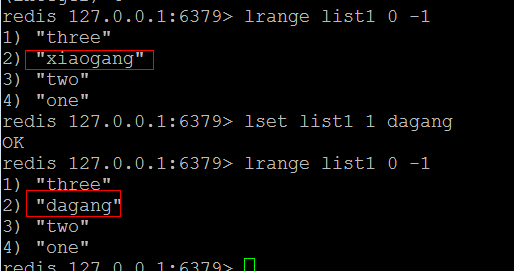 redis 127.0.0.1:6379> lrange list1 0 -1
1) "three"
2) "xiaogang"
3) "two"
4) "one"
redis 127.0.0.1:6379> lset list1 1 dagang
OK
redis 127.0.0.1:6379> lrange list1 0 -1
1) "three"
2) "dagang"
3) "two"
4) "one"
redis 127.0.0.1:6379>